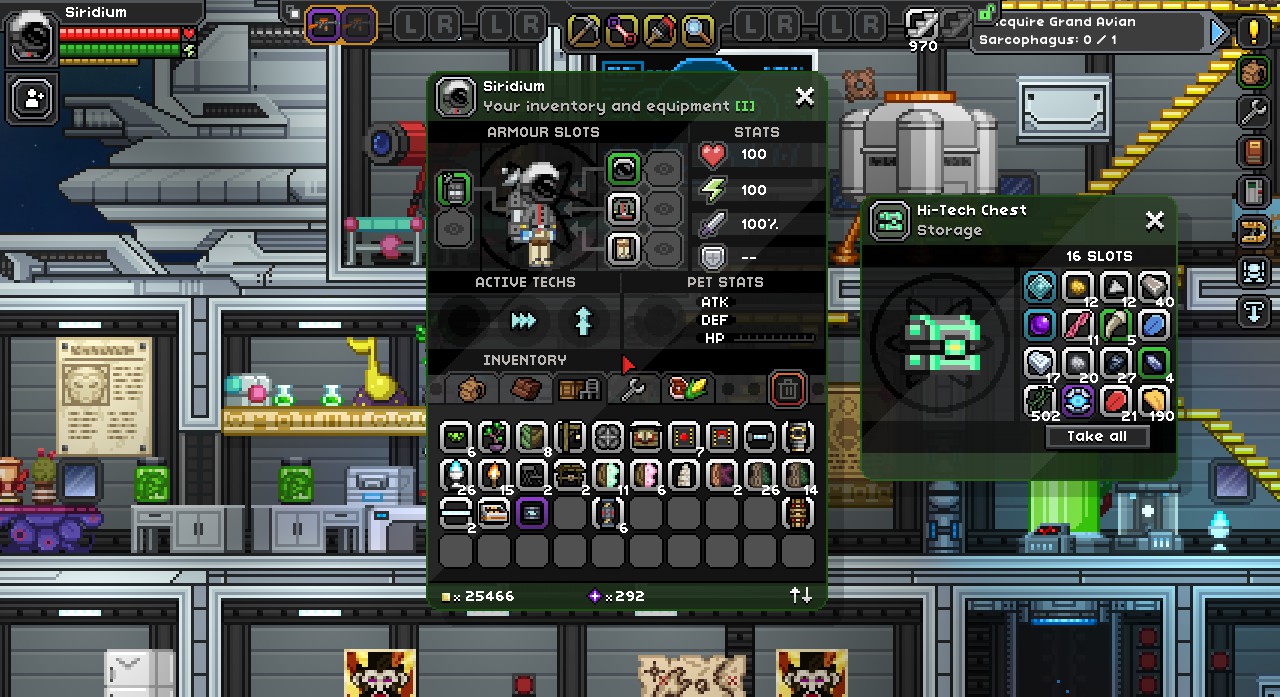 Siridium
L R L R L R L R
970
cquire Grand Avian
Sarcophagus: 0 / 1
Siridium
Your inventory and equipment [I]
ARMOUR SLOTS
STATS
100
100
100%
--
ACTIVE TECHS
PET STATS
ATK
DEF
HP
INVENTORY
6 8 7
26 15 2 2 11 6 2 26 14
2 6
x 25466
x 292
Hi-Tech Chest
Storage
16 SLOTS
12 12 40
11 5
17 20 27 4
502 21 190
Take all